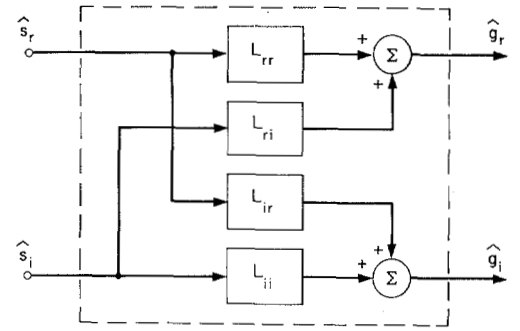 ŝr Lrr + Σ ĝr
+
Lri
Lir
+
ŝi Lii + Σ ĝi